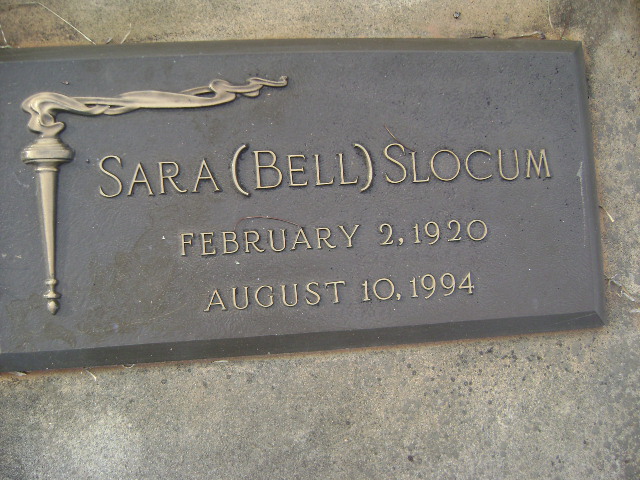 SARA (BELL) SLOCUM
FEBRUARY 2, 1920
AUGUST 10, 1994